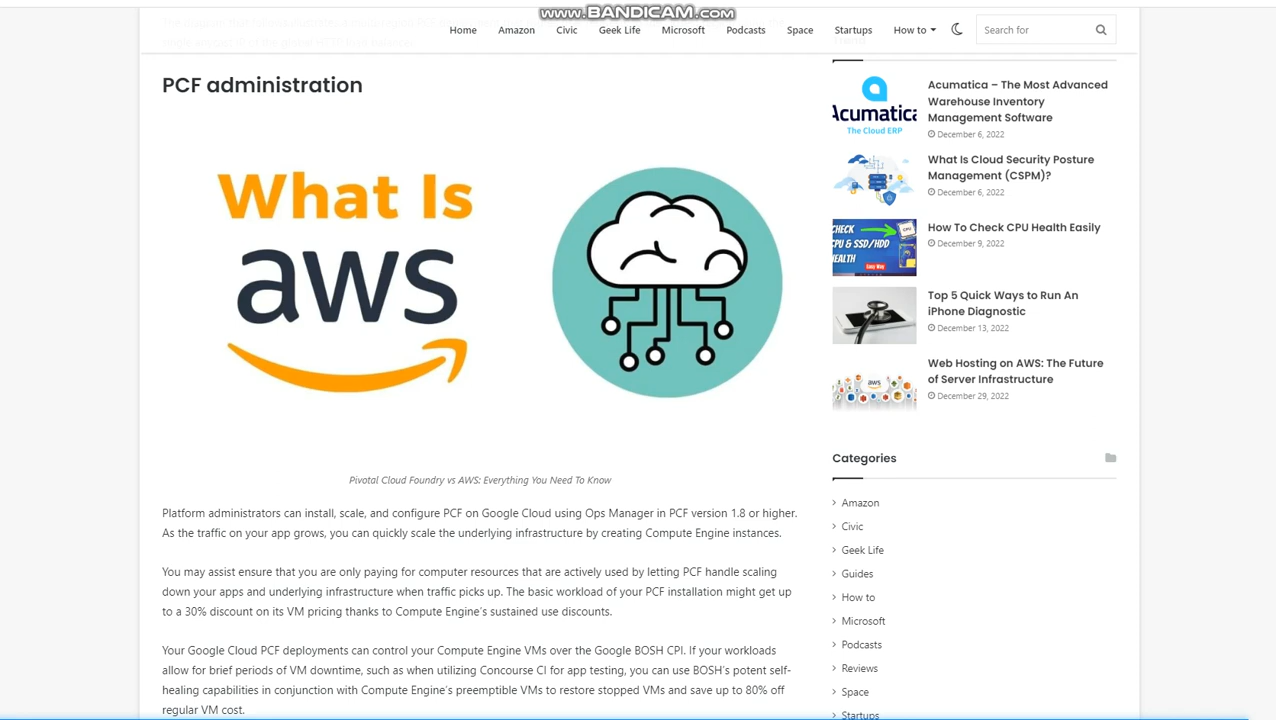 www.BANDICAM.com
Home Amazon Civic Geek Life Microsoft Podcasts Space Startups How to Search for
PCF administration
What Is
aws
Pivotal Cloud Foundry vs AWS: Everything You Need To Know
Platform administrators can install, scale, and configure PCF on Google Cloud using Ops Manager in PCF version 1.8 or higher.
As the traffic on your app grows, you can quickly scale the underlying infrastructure by creating Compute Engine instances.
You may assist ensure that you are only paying for computer resources that are actively used by letting PCF handle scaling
down your apps and underlying infrastructure when traffic picks up. The basic workload of your PCF installation might get up
to a 30% discount on its VM pricing thanks to Compute Engine's sustained use discounts.
Your Google Cloud PCF deployments can control your Compute Engine VMs over the Google BOSH CPI. If your workloads
allow for brief periods of VM downtime, such as when utilizing Concourse CI for app testing, you can use BOSH's potent self-
healing capabilities in conjunction with Compute Engine's preemptible VMs to restore stopped VMs and save up to 80% off
regular VM cost.
Acumatica
The Cloud ERP
Acumatica – The Most Advanced
Warehouse Inventory
Management Software
December 6, 2022
What Is Cloud Security Posture
Management (CSPM)?
December 6, 2022
CHECK
CPU & SSD/HDD
HEALTH
Easy Way
CPU
How To Check CPU Health Easily
December 9, 2022
Top 5 Quick Ways to Run An
iPhone Diagnostic
December 13, 2022
aws
Web Hosting on AWS: The Future
of Server Infrastructure
December 29, 2022
Categories
Amazon
Civic
Geek Life
Guides
How to
Microsoft
Podcasts
Reviews
Space
Startups